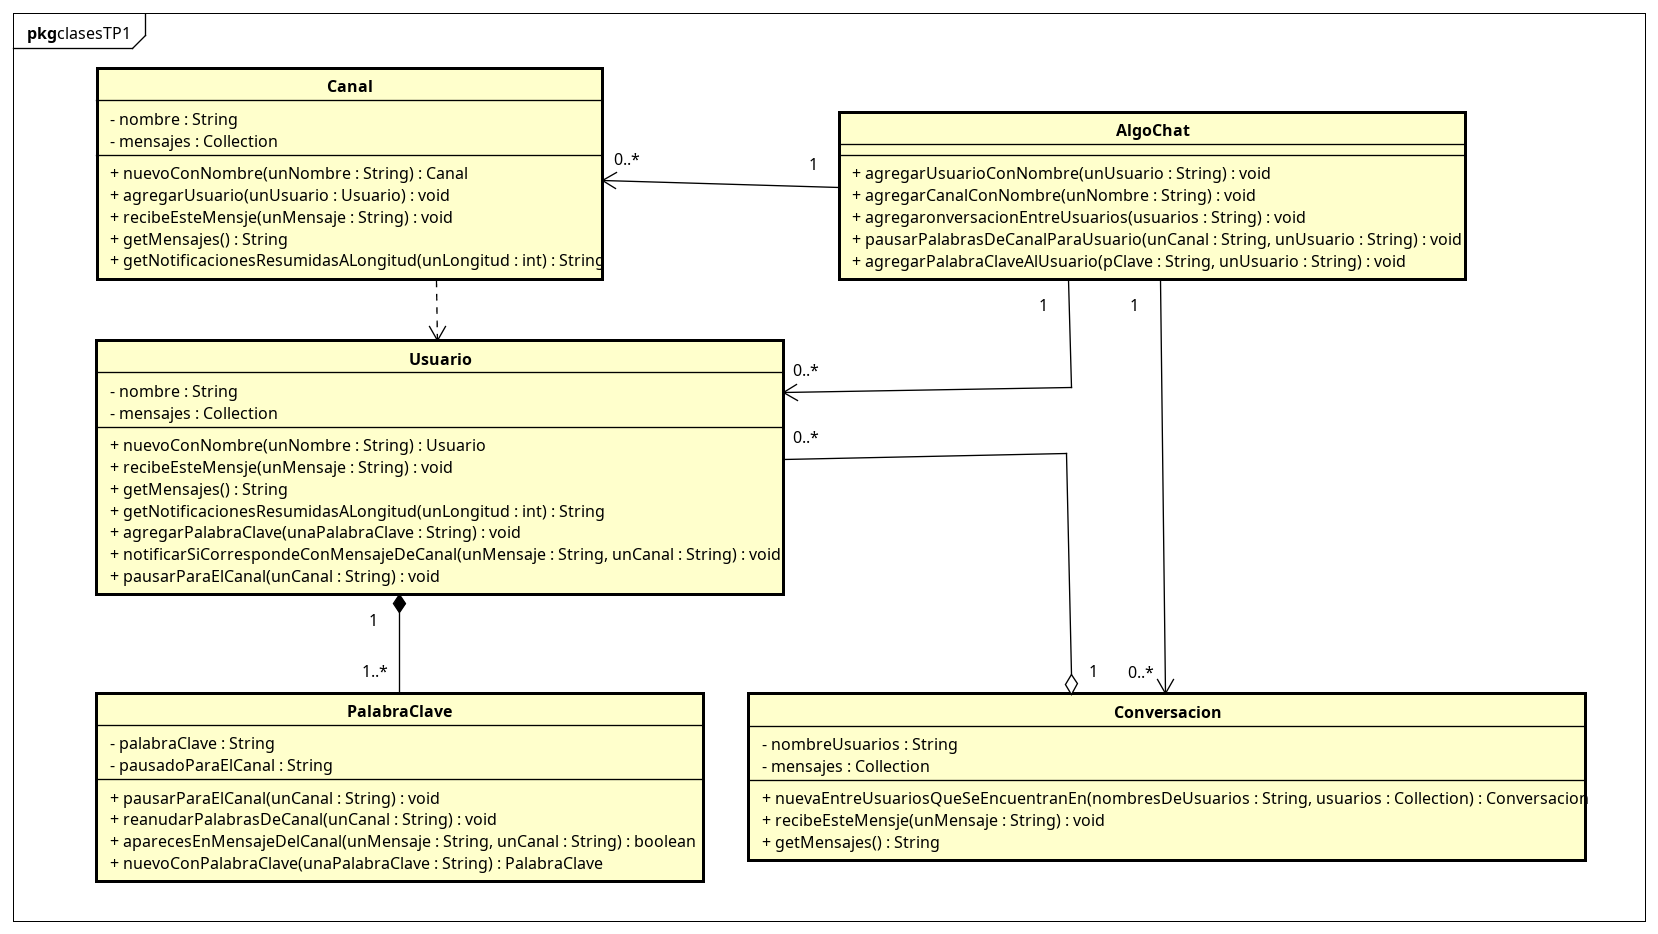 pkgclasesTP1
Canal
- nombre : String
- mensajes : Collection
+ nuevoConNombre(unNombre : String) : Canal
+ agregarUsuario(unUsuario : Usuario) : void
+ recibeEsteMensje(unMensaje : String) : void
+ getMensajes() : String
+ getNotificacionesResumidasALongitud(unLongitud : int) : String
0..*
1
AlgoChat
+ agregarUsuarioConNombre(unUsuario : String) : void
+ agregarCanalConNombre(unNombre : String) : void
+ agregaronversacionEntreUsuarios(usuarios : String) : void
+ pausarPalabrasDeCanalParaUsuario(unCanal : String, unUsuario : String) : void
+ agregarPalabraClaveAlUsuario(pClave : String, unUsuario : String) : void
1
1
Usuario
- nombre : String
- mensajes : Collection
+ nuevoConNombre(unNombre : String) : Usuario
+ recibeEsteMensje(unMensaje : String) : void
+ getMensajes() : String
+ getNotificacionesResumidasALongitud(unLongitud : int) : String
+ agregarPalabraClave(unaPalabraClave : String) : void
+ notificarSiCorrespondeConMensajeDeCanal(unMensaje : String, unCanal : String) : void
+ pausarParaElCanal(unCanal : String) : void
0..*
0..*
1
1..*
1
0..*
PalabraClave
- palabraClave : String
- pausadoParaElCanal : String
+ pausarParaElCanal(unCanal : String) : void
+ reanudarPalabrasDeCanal(unCanal : String) : void
+ aparecesEnMensajeDelCanal(unMensaje : String, unCanal : String) : boolean
+ nuevoConPalabraClave(unaPalabraClave : String) : PalabraClave
Conversacion
- nombreUsuarios : String
- mensajes : Collection
+ nuevaEntreUsuariosQueSeEncuentranEn(nombresDeUsuarios : String, usuarios : Collection) : Conversacion
+ recibeEsteMensje(unMensaje : String) : void
+ getMensajes() : String